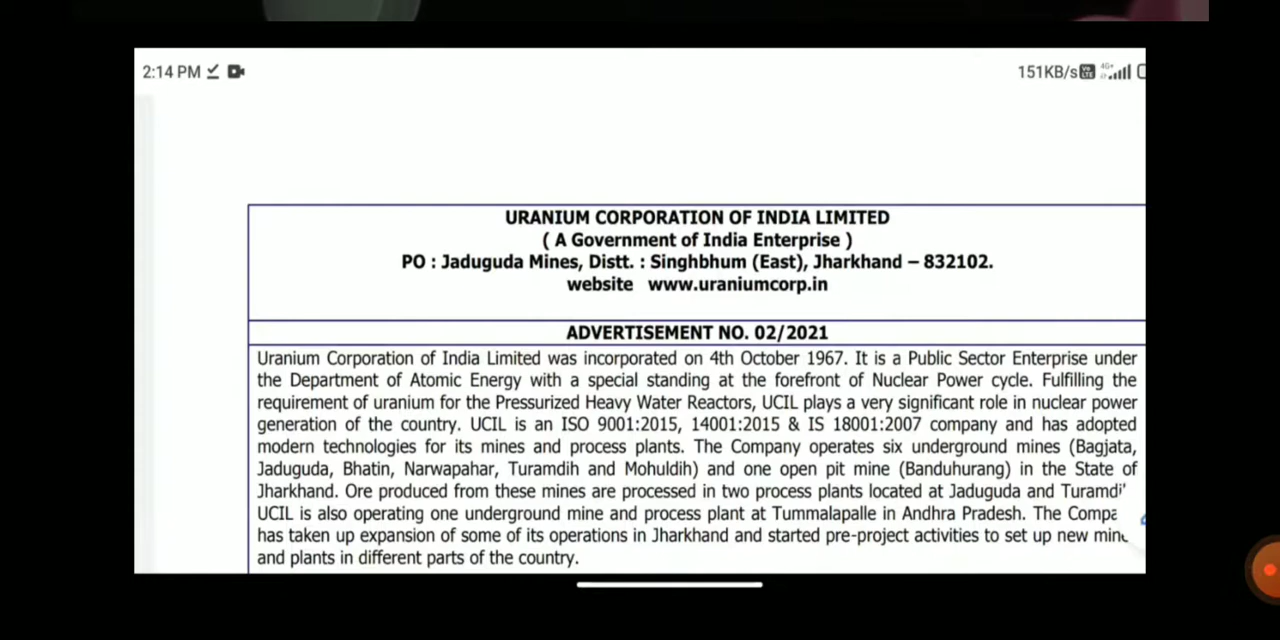 2:14 PM
151KB/s
4G+
URANIUM CORPORATION OF INDIA LIMITED
( A Government of India Enterprise )
PO : Jaduguda Mines, Distt. : Singhbhum (East), Jharkhand – 832102.
website www.uraniumcorp.in
ADVERTISEMENT NO. 02/2021
Uranium Corporation of India Limited was incorporated on 4th October 1967. It is a Public Sector Enterprise under
the Department of Atomic Energy with a special standing at the forefront of Nuclear Power cycle. Fulfilling the
requirement of uranium for the Pressurized Heavy Water Reactors, UCIL plays a very significant role in nuclear power
generation of the country. UCIL is an ISO 9001:2015, 14001:2015 & IS 18001:2007 company and has adopted
modern technologies for its mines and process plants. The Company operates six underground mines (Bagjata,
Jaduguda, Bhatin, Narwapahar, Turamdih and Mohuldih) and one open pit mine (Banduhurang) in the State of
Jharkhand. Ore produced from these mines are processed in two process plants located at Jaduguda and
UCIL is also operating one underground mine and process plant at Tummalapalle in Andhra Pradesh. The
has taken up expansion of some of its operations in Jharkhand and started pre-project activities to set up new
and plants in different parts of the country.